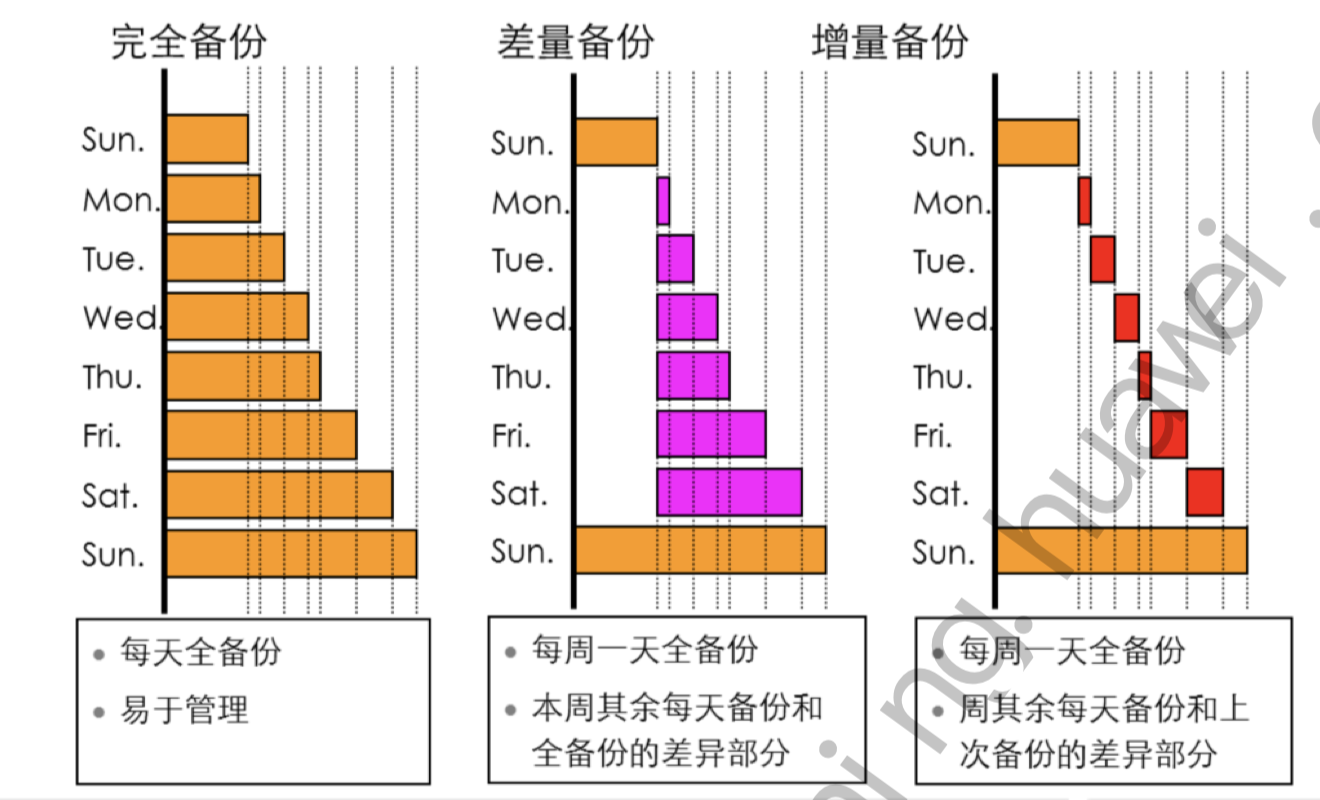 完全备份
差量备份
增量备份
Sun.
Mon.
Tue.
Wed.
Thu.
Fri.
Sat.
Sun.
Sun.
Mon.
Tue.
Wed.
Thu.
Fri.
Sat.
Sun.
Sun.
Mon.
Tue.
Wed.
Thu.
Fri.
Sat.
Sun.
每天全备份
易于管理
每周一天全备份
本周其余每天备份和
全备份的差异部分
每周一天全备份
周其余每天备份和上
次备份的差异部分
ng. huawei .